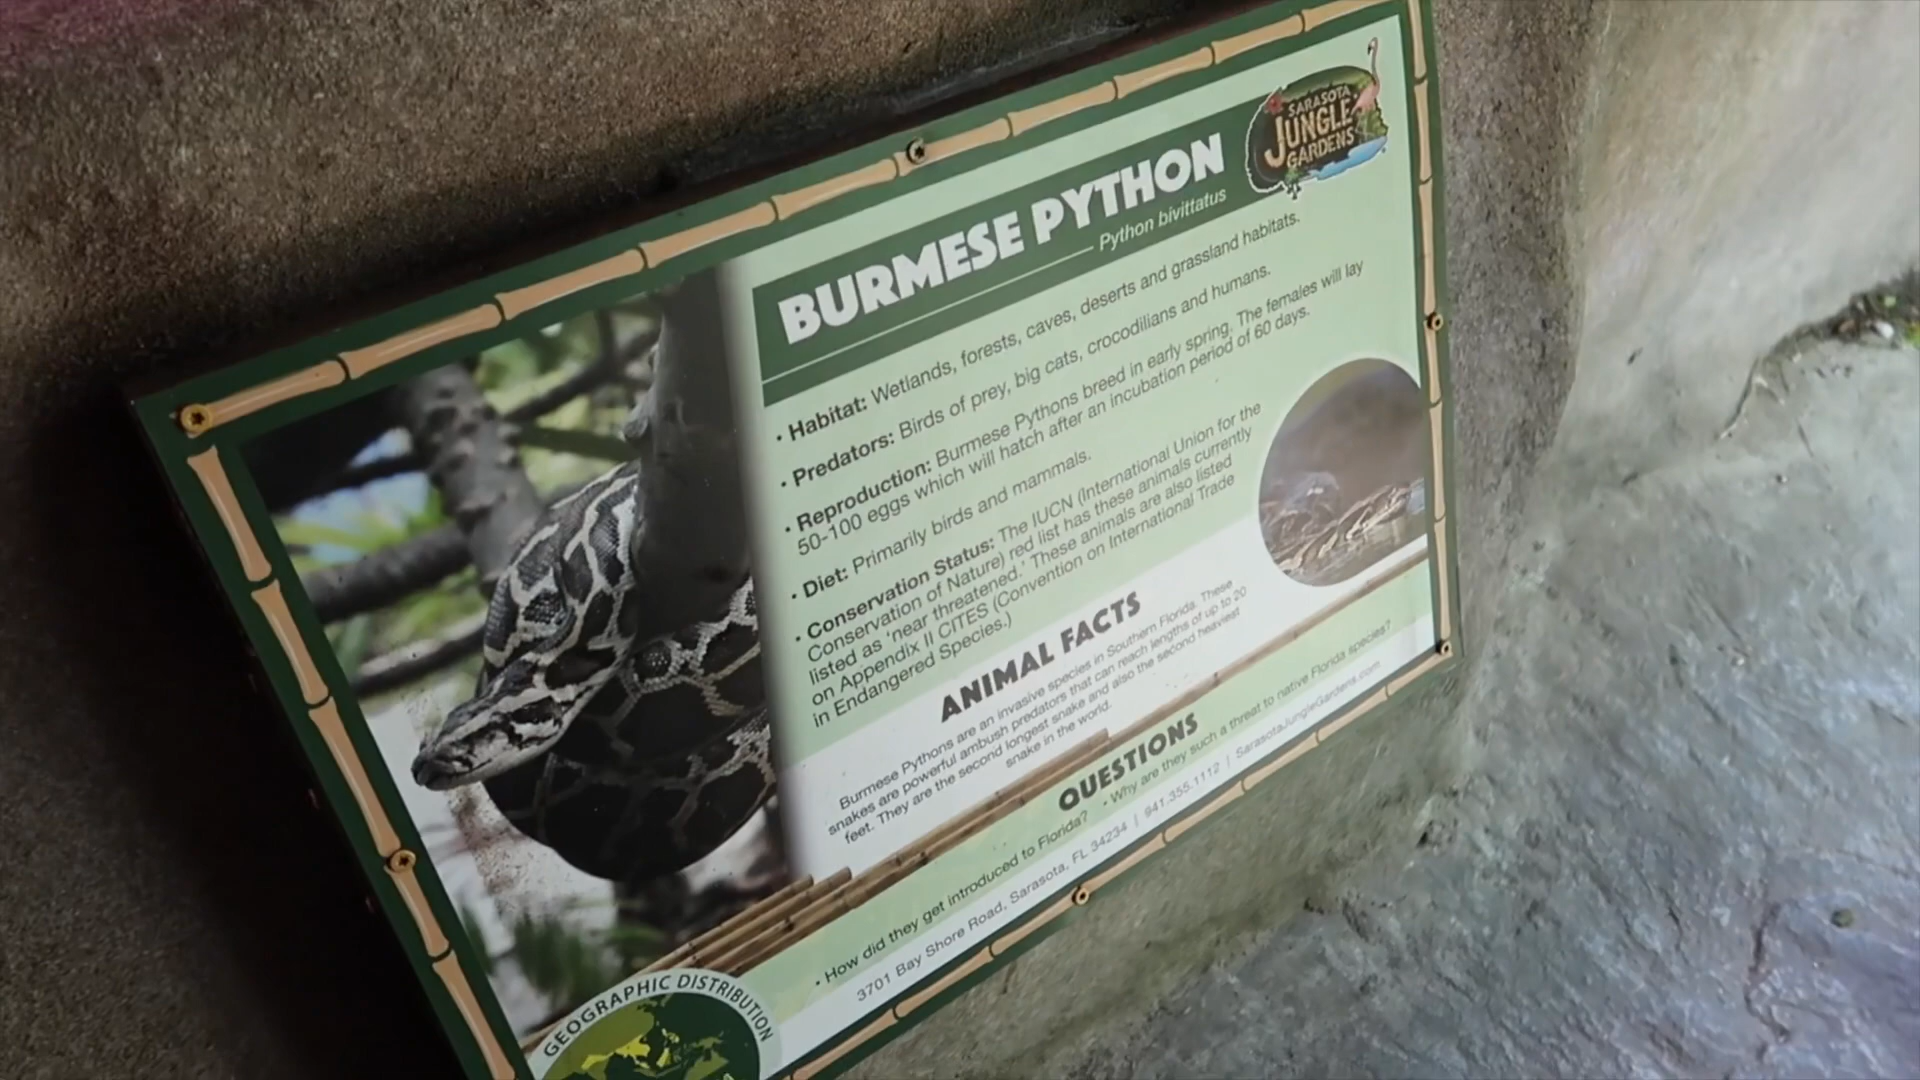 SARASOTA
JUNGLE
GARDENS
BURMESE PYTHON
Python bivittatus
• Habitat: Wetlands, forests, caves, deserts and grassland habitats.
• Predators: Birds of prey, big cats, crocodilians and humans.
• Reproduction: Burmese Pythons breed in early spring. The females will lay
50-100 eggs which will hatch after an incubation period of 60 days.
• Diet: Primarily birds and mammals.
• Conservation Status: The IUCN (International Union for the
Conservation of Nature) red list has these animals currently
listed as 'near threatened.' These animals are also listed
on Appendix II CITES (Convention on International Trade
in Endangered Species.)
ANIMAL FACTS
Burmese Pythons are an invasive species in Southern Florida. These
snakes are powerful ambush predators that can reach lengths of up to 20
feet. They are the second longest snake and also the second heaviest
snake in the world.
QUESTIONS
• How did they get introduced to Florida? • Why are they such a threat to native Florida species?
3701 Bay Shore Road, Sarasota, FL 34234 | 941.355.1112 | SarasotaJungleGardens.com
GEOGRAPHIC DISTRIBUTION